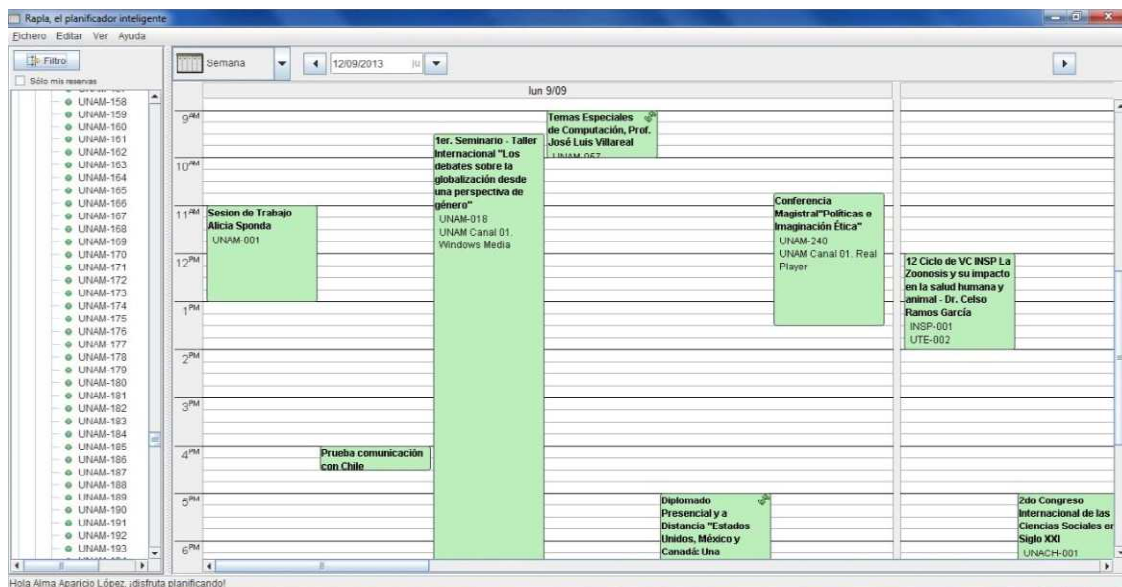 Rapla, el planificador inteligente
Fichero Editar Ver Ayuda
Filtro
Sólo mis reservas
UNAM-158
UNAM-159
UNAM-160
UNAM-161
UNAM-162
UNAM-163
UNAM-164
UNAM-165
UNAM-166
UNAM-167
UNAM-168
UNAM-169
UNAM-170
UNAM-171
UNAM-172
UNAM-173
UNAM-174
UNAM-175
UNAM-176
UNAM-177
UNAM-178
UNAM-179
UNAM-180
UNAM-181
UNAM-182
UNAM-183
UNAM-184
UNAM-185
UNAM-186
UNAM-187
UNAM-188
UNAM-189
UNAM-190
UNAM-191
UNAM-192
UNAM-193
Semana
12/09/2013 ju
lun 9/09
9AM
10AM
11AM
12PM
1PM
2PM
3PM
4PM
5PM
6PM
Sesion de Trabajo
Alicia Sponda
UNAM-001
Prueba comunicación
con Chile
1er. Seminario - Taller
Internacional "Los
debates sobre la
globalización desde
una perspectiva de
género"
UNAM-018
UNAM Canal 01.
Windows Media
Temas Especiales
de Computación, Prof.
José Luis Villareal
UNAM-057
Diplomado
Presencial y a
Distancia "Estados
Unidos, México y
Canadá: Una
Conferencia
Magistral"Políticas e
Imaginación Ética"
UNAM-240
UNAM Canal 01. Real
Player
12 Ciclo de VC INSP La
Zoonosis y su impacto
en la salud humana y
animal - Dr. Celso
Ramos García
INSP-001
UTE-002
2do Congreso
Internacional de las
Ciencias Sociales en
Siglo XXI
UNACH-001
Hola Alma Aparicio López, ¡disfruta planificando!